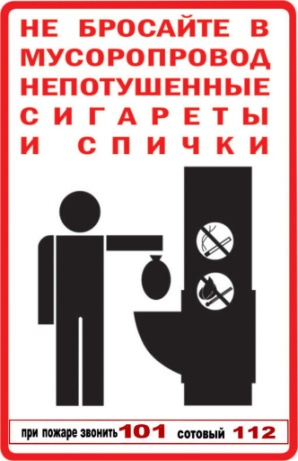 НЕ БРОСАЙТЕ В
МУСОРОПРОВОД
НЕПОТУШЕННЫЕ
СИГАРЕТЫ
И СПИЧКИ
при пожаре звонить 101 сотовый 112